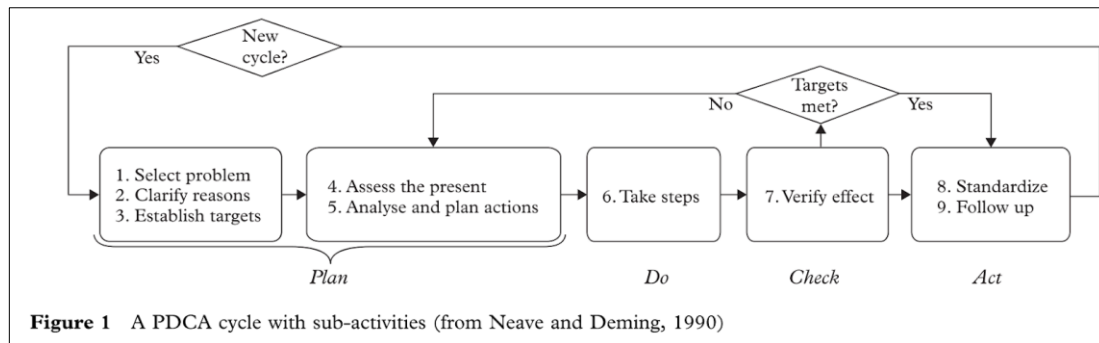 New
cycle?
Yes
Targets
met?
No
Yes
1. Select problem
2. Clarify reasons
3. Establish targets
4. Assess the present
5. Analyse and plan actions
6. Take steps
7. Verify effect
8. Standardize
9. Follow up
Plan
Do
Check
Act
Figure 1 A PDCA cycle with sub-activities (from Neave and Deming, 1990)